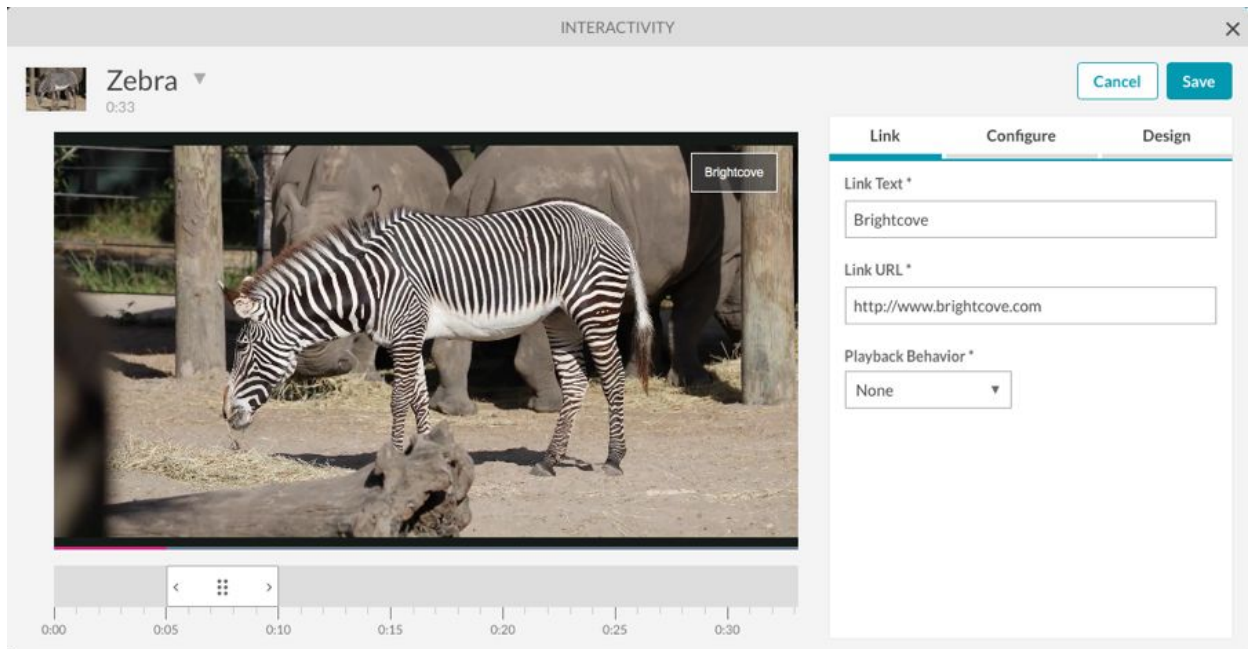 INTERACTIVITY
Zebra
0:33
Cancel
Save
Link
Configure
Design
Brightcove
Link Text *
Brightcove
Link URL *
http://www.brightcove.com
Playback Behavior *
None
0:00 0:05 0:10 0:15 0:20 0:25 0:30